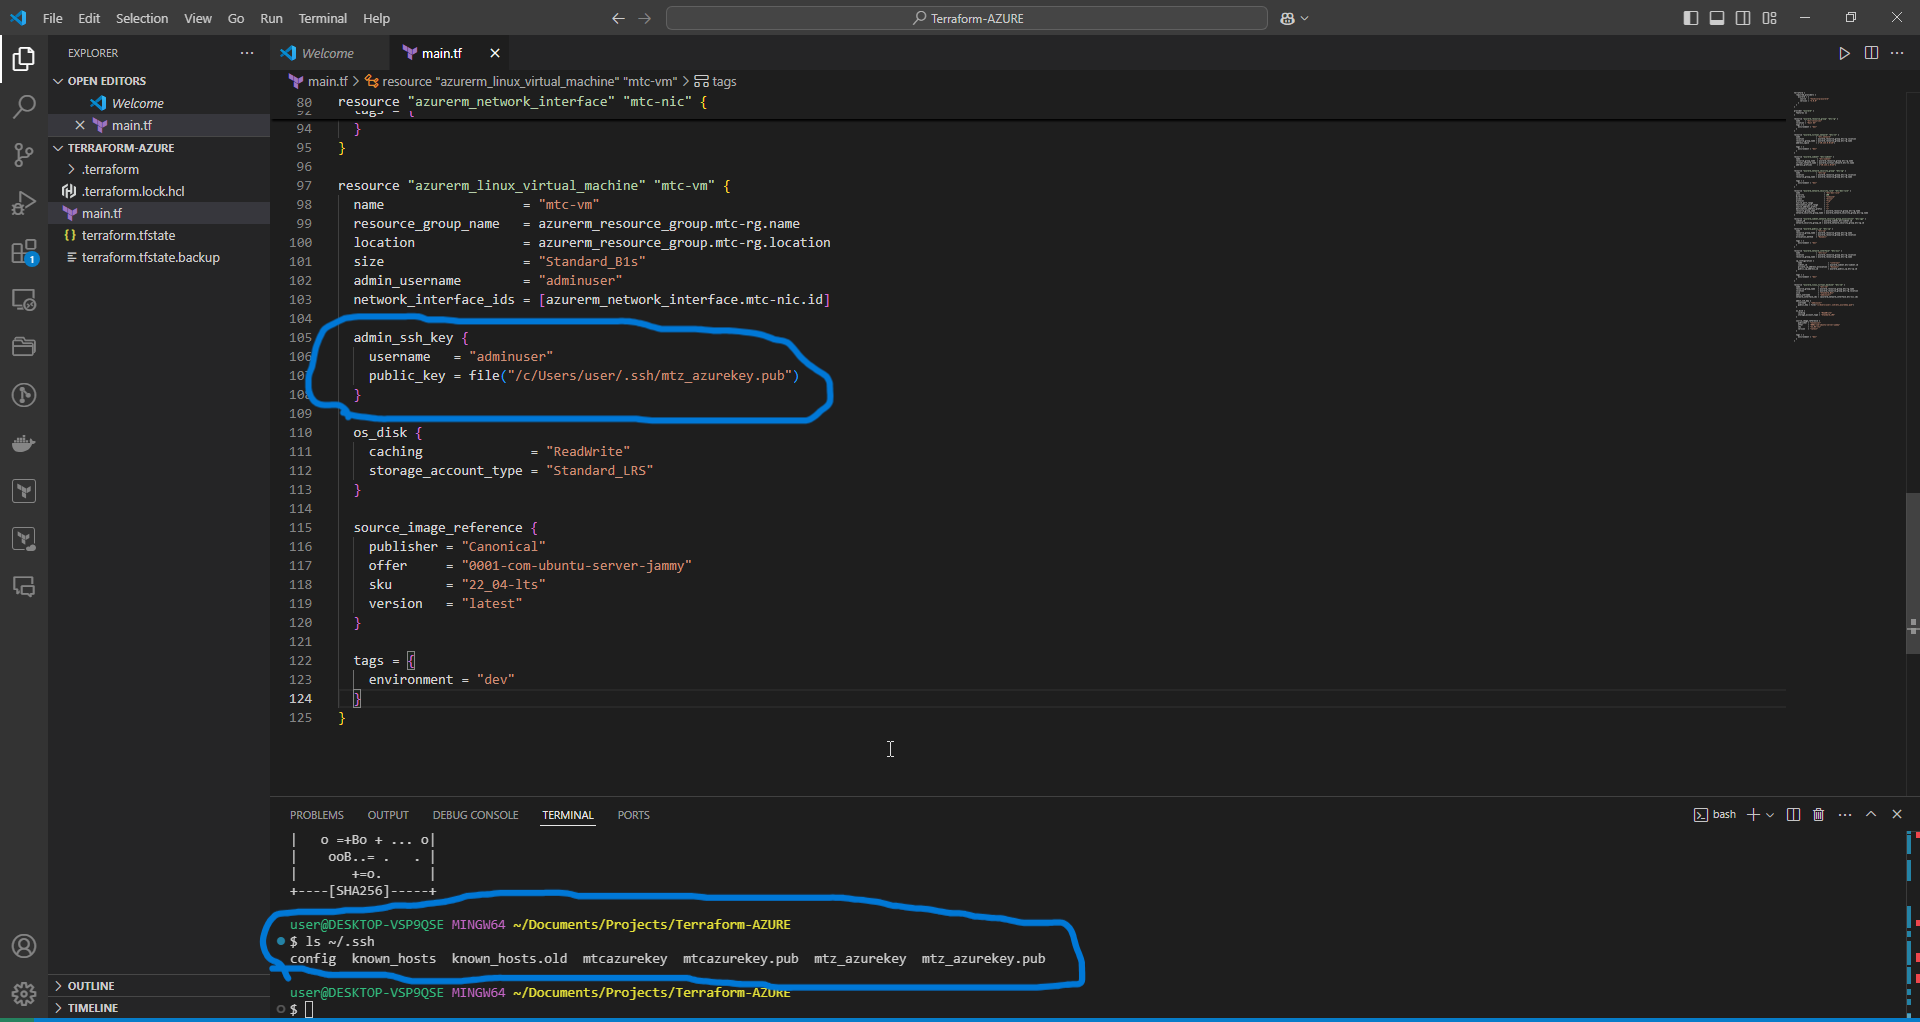 File Edit Selection View Go Run Terminal Help
Terraform-AZURE
EXPLORER
OPEN EDITORS
Welcome
main.tf
TERRAFORM-AZURE
.terraform
.terraform.lock.hcl
main.tf
terraform.tfstate
terraform.tfstate.backup
1
OUTLINE
TIMELINE
Welcome main.tf
main.tf > resource "azurerm_linux_virtual_machine" "mtc-vm" > tags
80 resource "azurerm_network_interface" "mtc-nic" {
92 tags = {
94 }
95 }
96
97 resource "azurerm_linux_virtual_machine" "mtc-vm" {
98 name = "mtc-vm"
99 resource_group_name = azurerm_resource_group.mtc-rg.name
100 location = azurerm_resource_group.mtc-rg.location
101 size = "Standard_B1s"
102 admin_username = "adminuser"
103 network_interface_ids = [azurerm_network_interface.mtc-nic.id]
104
105 admin_ssh_key {
106 username = "adminuser"
107 public_key = file("/c/Users/user/.ssh/mtz_azurekey.pub")
108 }
109
110 os_disk {
111 caching = "ReadWrite"
112 storage_account_type = "Standard_LRS"
113 }
114
115 source_image_reference {
116 publisher = "Canonical"
117 offer = "0001-com-ubuntu-server-jammy"
118 sku = "22_04-lts"
119 version = "latest"
120 }
121
122 tags = {
123 environment = "dev"
124 }
125 }
PROBLEMS OUTPUT DEBUG CONSOLE TERMINAL PORTS
bash
| o =+Bo + ... o|
| ooB..= . . |
| +=o. |
+----[SHA256]-----+
user@DESKTOP-VSP9QSE MINGW64 ~/Documents/Projects/Terraform-AZURE
$ ls ~/.ssh
config known_hosts known_hosts.old mtcazurekey mtcazurekey.pub mtz_azurekey mtz_azurekey.pub
user@DESKTOP-VSP9QSE MINGW64 ~/Documents/Projects/Terraform-AZURE
$